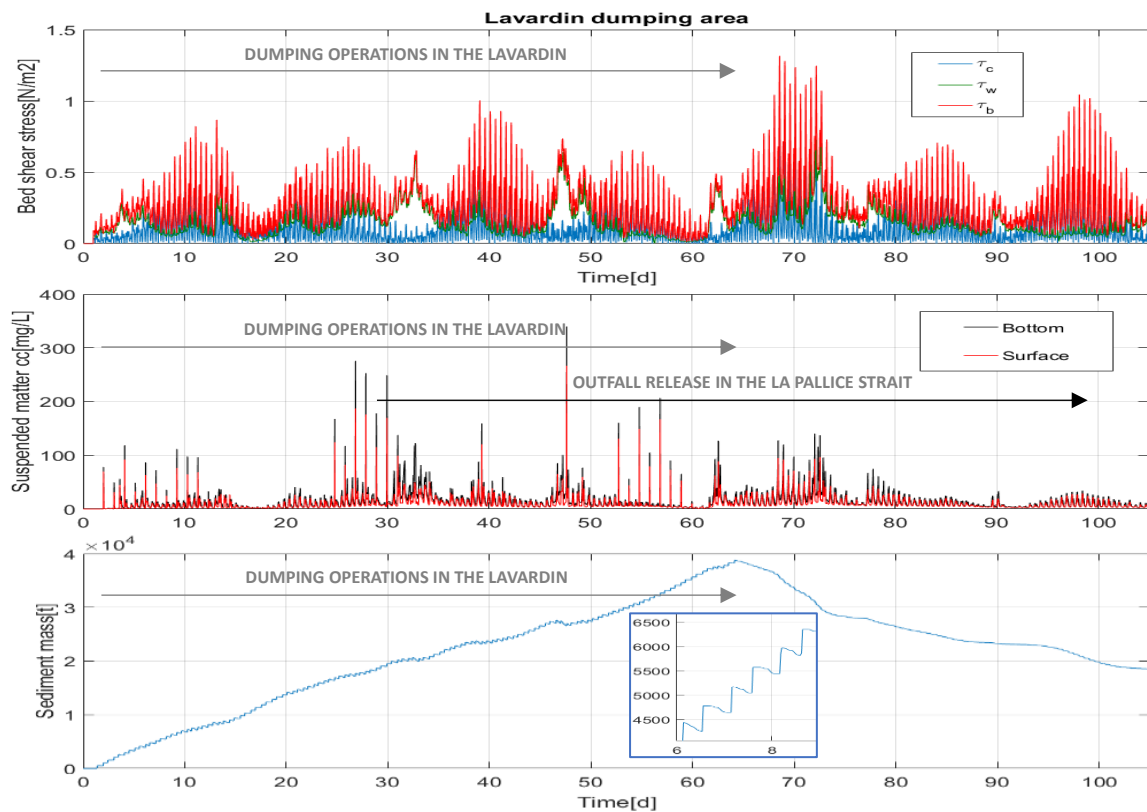 Lavardin dumping area
Bed shear stress[N/m2]
1.5
1
0.5
0
DUMPING OPERATIONS IN THE LAVARDIN
τc
τw
τb
0 10 20 30 40 50 60 70 80 90 100
Time[d]
Suspended matter cc[mg/L]
400
300
200
100
0
DUMPING OPERATIONS IN THE LAVARDIN
OUTFALL RELEASE IN THE LA PALLICE STRAIT
Bottom
Surface
0 10 20 30 40 50 60 70 80 90 100
Sediment mass[t]
× 10⁴
4
3
2
1
0
DUMPING OPERATIONS IN THE LAVARDIN
6500
6000
5500
5000
4500
6 8
0 10 20 30 40 50 60 70 80 90 100
Time[d]